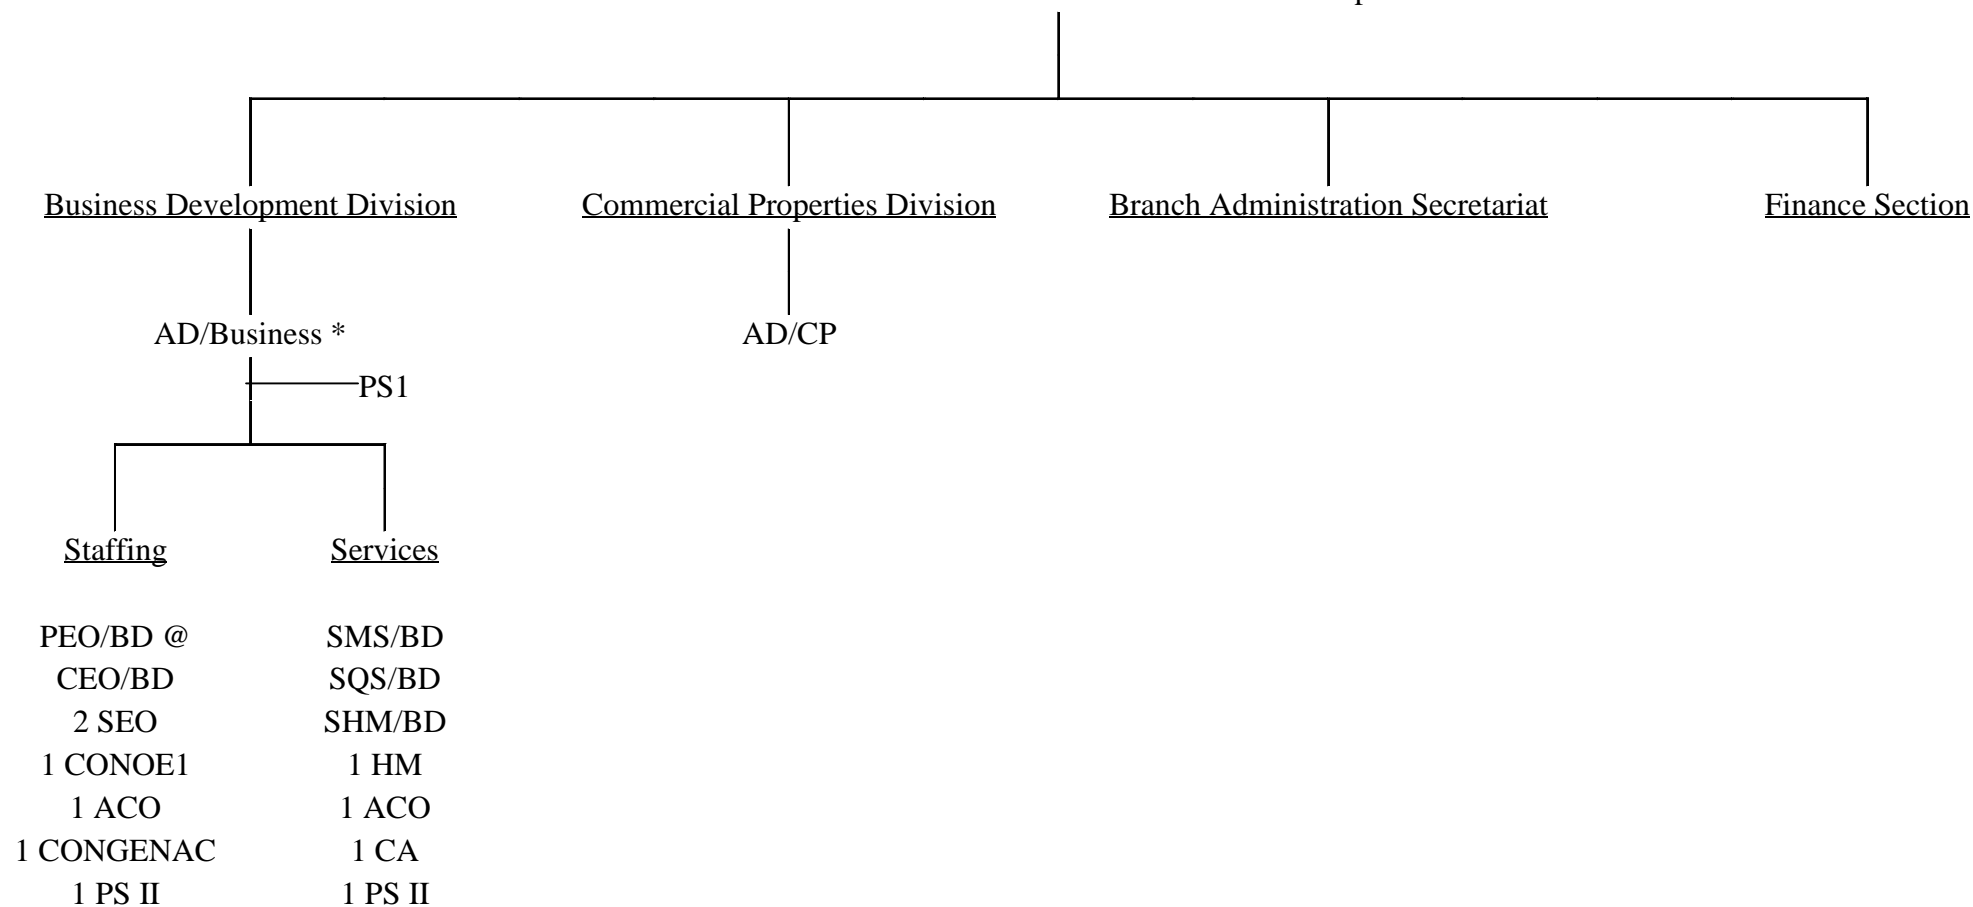 Business Development Division
Commercial Properties Division
Branch Administration Secretariat
Finance Section
AD/Business *
AD/CP
PS1
Staffing
Services
PEO/BD @
SMS/BD
CEO/BD
SQS/BD
2 SEO
SHM/BD
1 CONOE1
1 HM
1 ACO
1 ACO
1 CONGENAC
1 CA
1 PS II
1 PS II